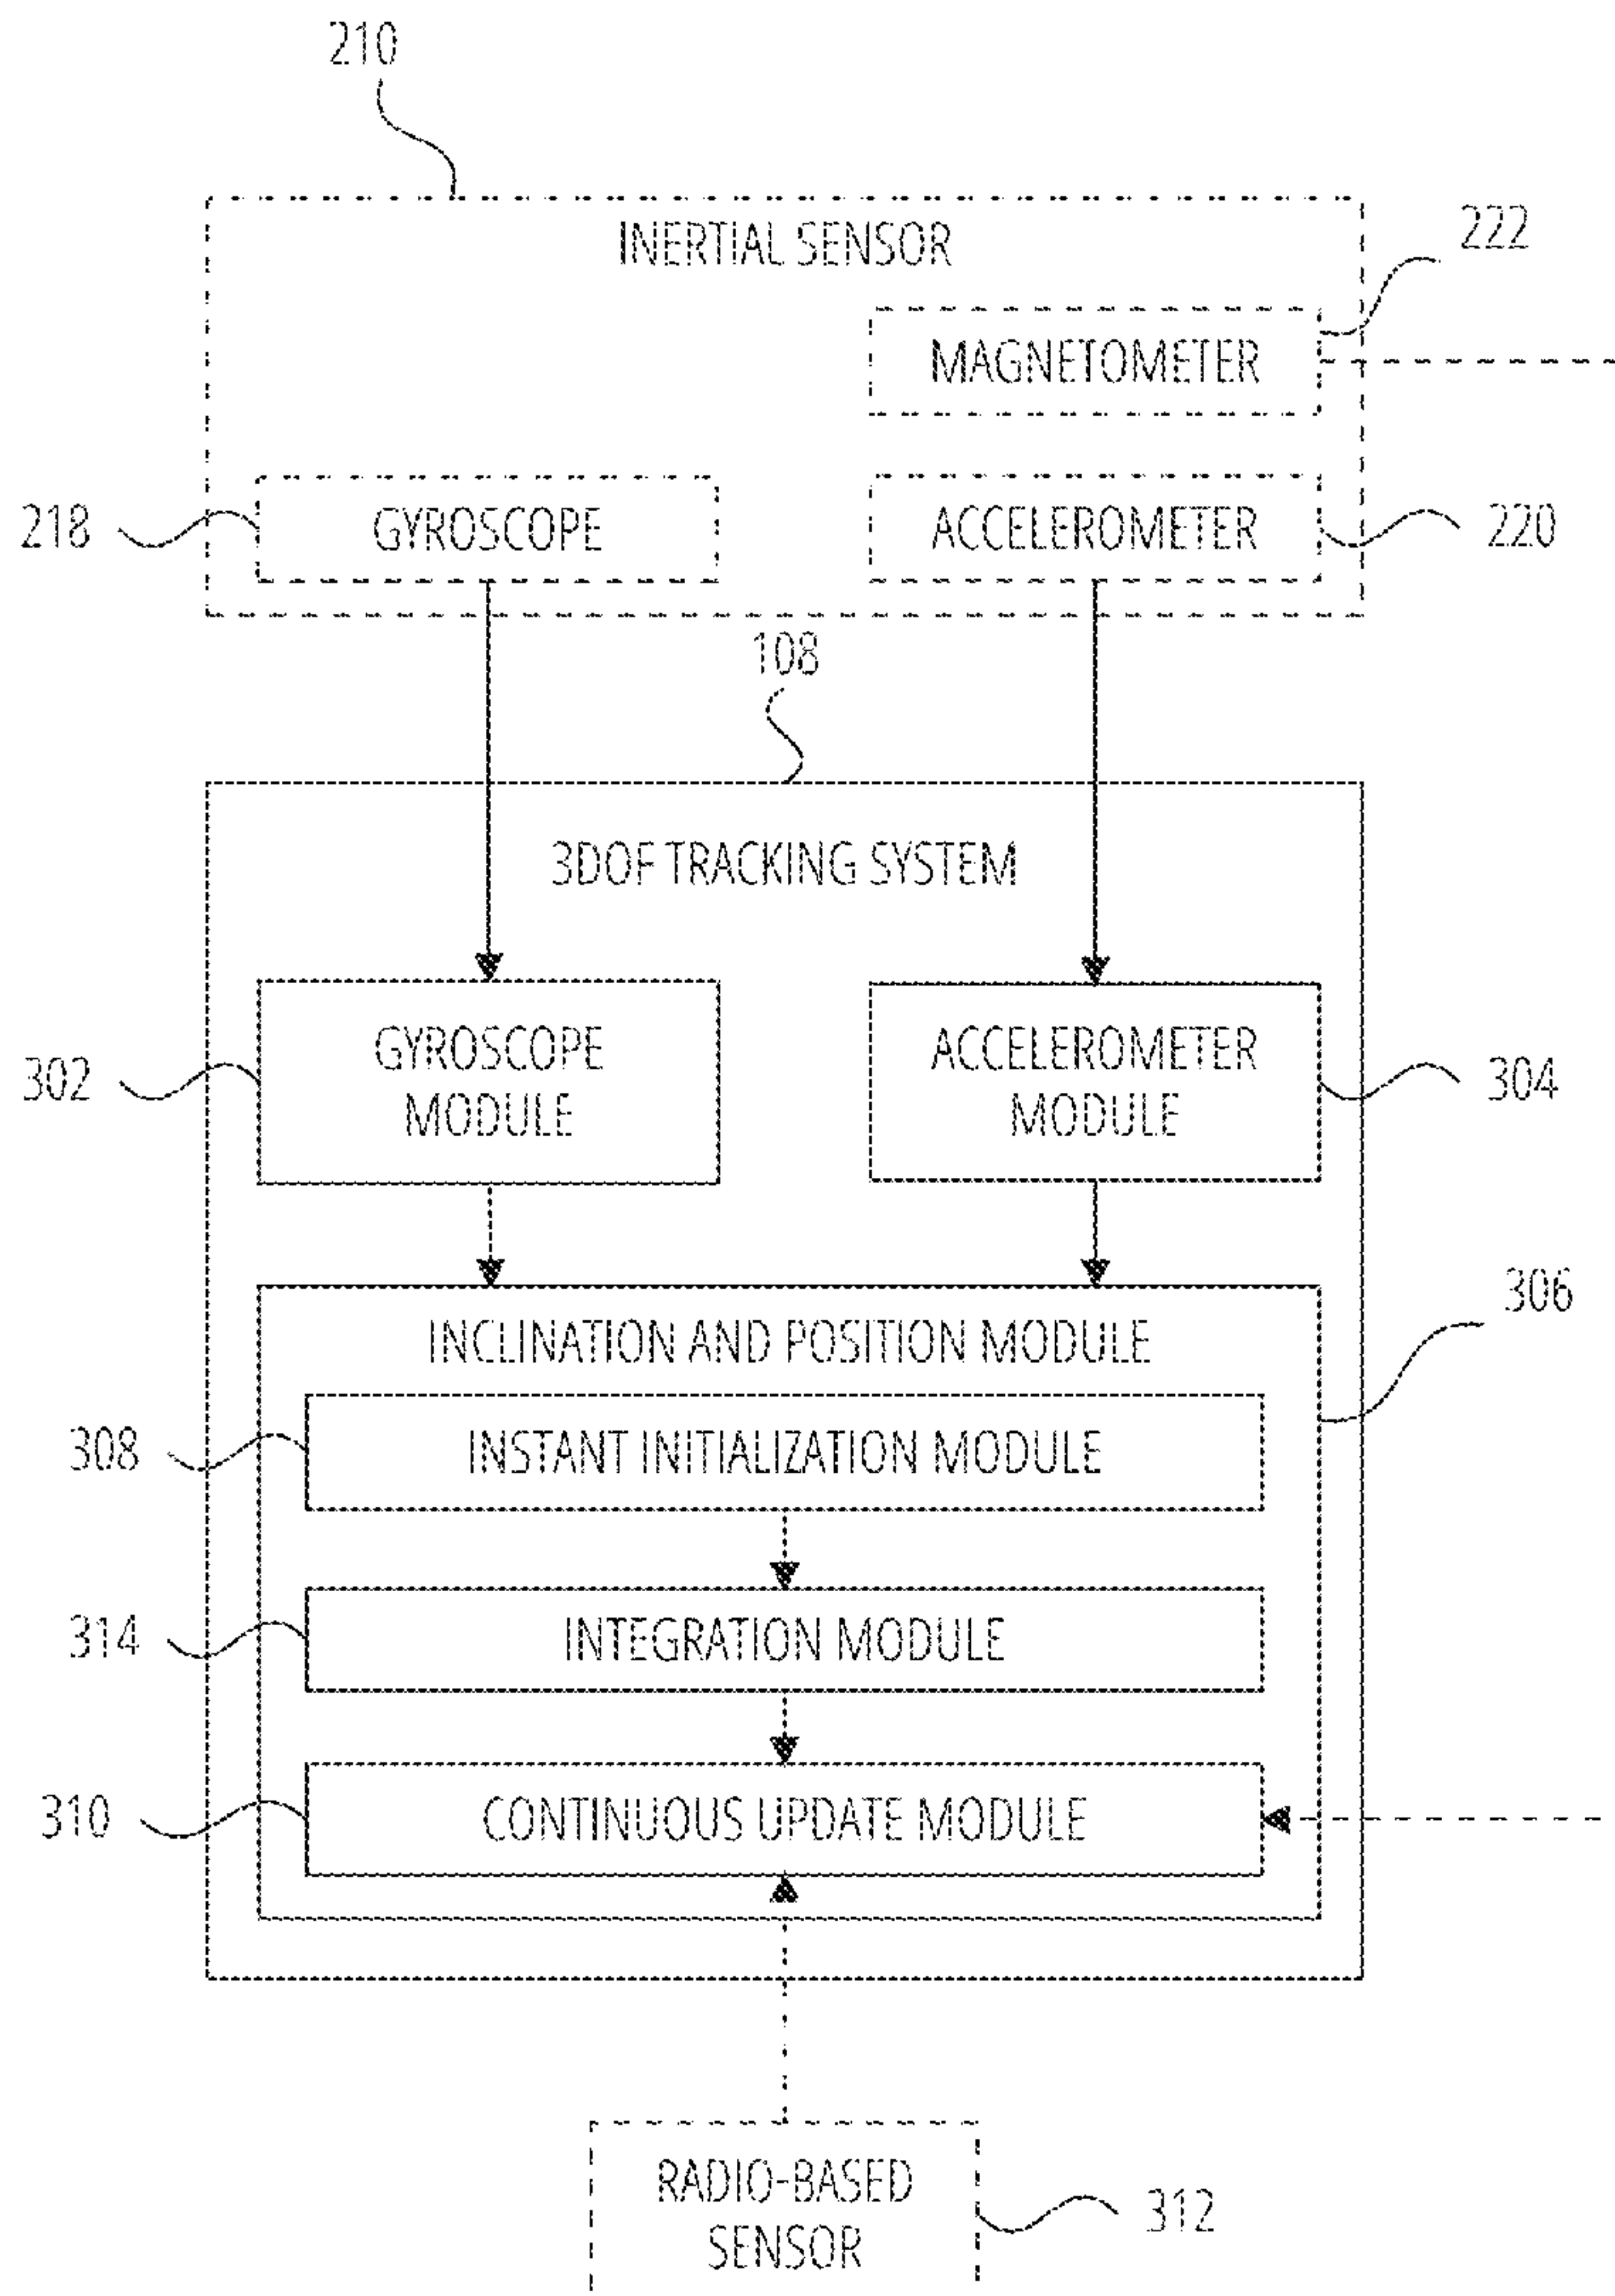 210
INERTIAL SENSOR
222
MAGNETOMETER
218
GYROSCOPE
ACCELEROMETER
220
108
3DOF TRACKING SYSTEM
302
GYROSCOPE
MODULE
ACCELEROMETER
MODULE
304
306
INCLINATION AND POSITION MODULE
308
INSTANT INITIALIZATION MODULE
314
INTEGRATION MODULE
310
CONTINUOUS UPDATE MODULE
RADIO-BASED
SENSOR
312